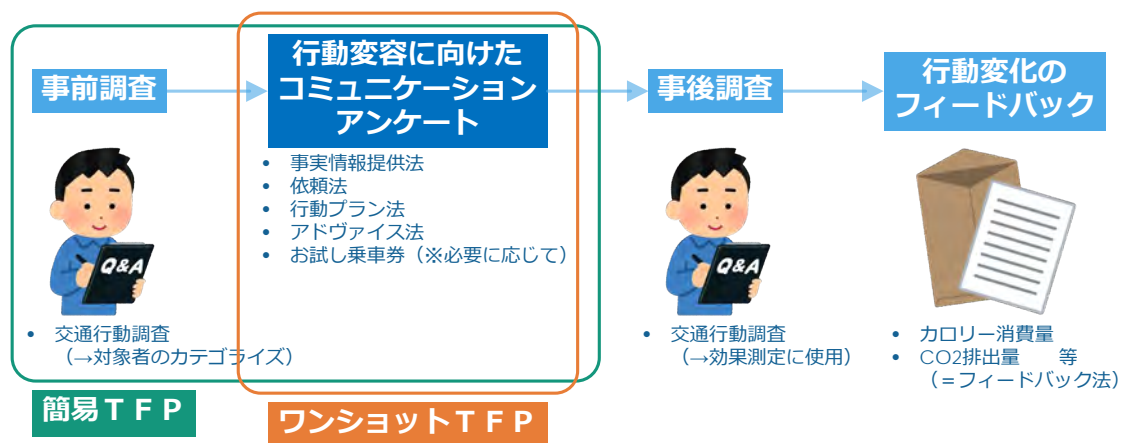 事前調査
行動変容に向けた
コミュニケーション
アンケート
事後調査
行動変化の
フィードバック
• 事実情報提供法
• 依頼法
• 行動プラン法
• アドヴァイス法
• お試し乗車券（※必要に応じて）
Q&A
• 交通行動調査
（→対象者のカテゴライズ）
Q&A
• 交通行動調査
（→効果測定に使用）
• カロリー消費量
• CO2排出量　等
（＝フィードバック法）
簡易ＴＦＰ
ワンショットＴＦＰ